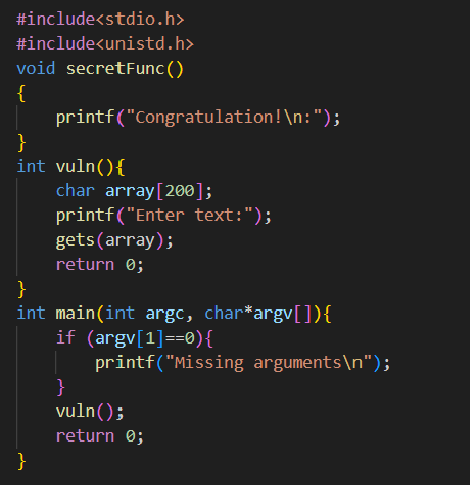 #include<stdio.h>
#include<unistd.h>
void secretFunc()
{
    printf("Congratulation!\n:");
}
int vuln(){
    char array[200];
    printf("Enter text:");
    gets(array);
    return 0;
}
int main(int argc, char*argv[]){
    if (argv[1]==0){
        printf("Missing arguments\n");
    }
    vuln();
    return 0;
}